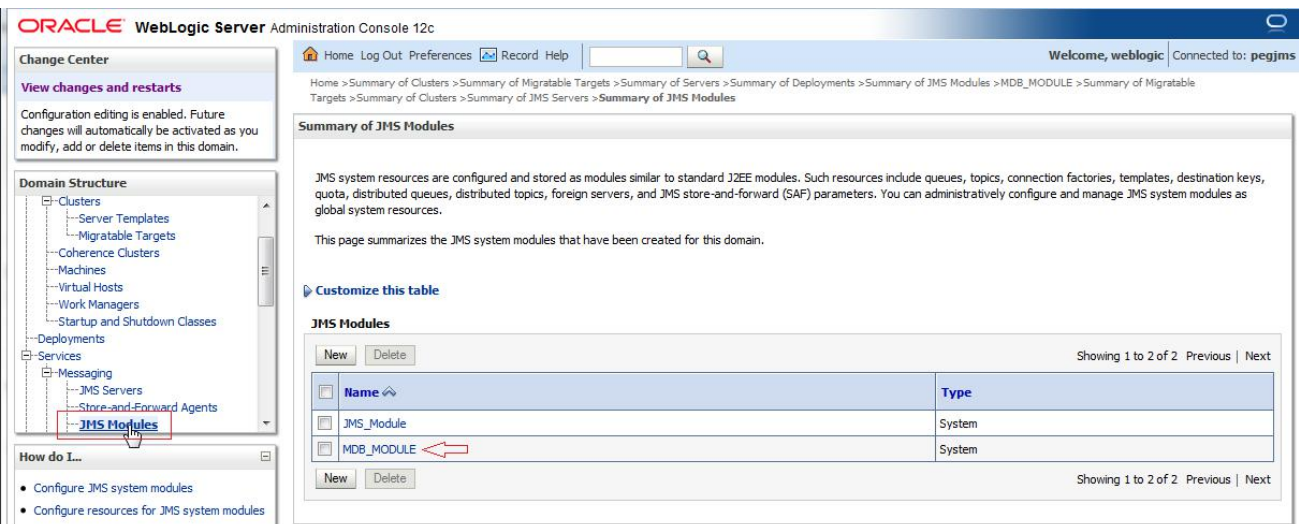 ORACLE WebLogic Server Administration Console 12c
Change Center
View changes and restarts
Configuration editing is enabled. Future
changes will automatically be activated as you
modify, add or delete items in this domain.
Domain Structure
Clusters
Server Templates
Migratable Targets
Coherence Clusters
Machines
Virtual Hosts
Work Managers
Startup and Shutdown Classes
Deployments
Services
Messaging
JMS Servers
Store-and-Forward Agents
JMS Modules
How do I...
Configure JMS system modules
Configure resources for JMS system modules
Home Log Out Preferences Record Help
Welcome, weblogic Connected to: pegjms
Home >Summary of Clusters >Summary of Migratable Targets >Summary of Servers >Summary of Deployments >Summary of JMS Modules >MDB_MODULE >Summary of Migratable
Targets >Summary of Clusters >Summary of JMS Servers >Summary of JMS Modules
Summary of JMS Modules
JMS system resources are configured and stored as modules similar to standard J2EE modules. Such resources include queues, topics, connection factories, templates, destination keys,
quota, distributed queues, distributed topics, foreign servers, and JMS store-and-forward (SAF) parameters. You can administratively configure and manage JMS system modules as
global system resources.
This page summarizes the JMS system modules that have been created for this domain.
Customize this table
JMS Modules
New Delete Showing 1 to 2 of 2 Previous | Next
Name Type
JMS_Module System
MDB_MODULE System
New Delete Showing 1 to 2 of 2 Previous | Next